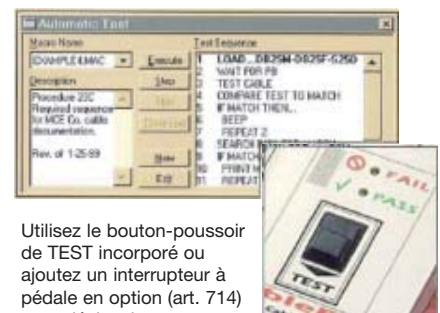 Automatic Test
Macro Name
EXAMPLE4.MAC
Description
Procedure 23C
Required sequence
for MCE Co. cable
documentation.
Rev. of 1-25-99
Execute
Stop
New
Exit
Test Sequence
1 LOAD...DB25M-DB25F-S250
2 WAIT FOR PB
3 TEST CABLE
4 COMPARE TEST TO MATCH
5 IF MATCH THEN...
6 BEEP
7 REPEAT 2
8 SEARCH
9 IF MATCH
10 PRINT
11 REPEAT
FAIL
PASS
TEST
Utilisez le bouton-poussoir
de TEST incorporé ou
ajoutez un interrupteur à
pédale en option (art. 714)